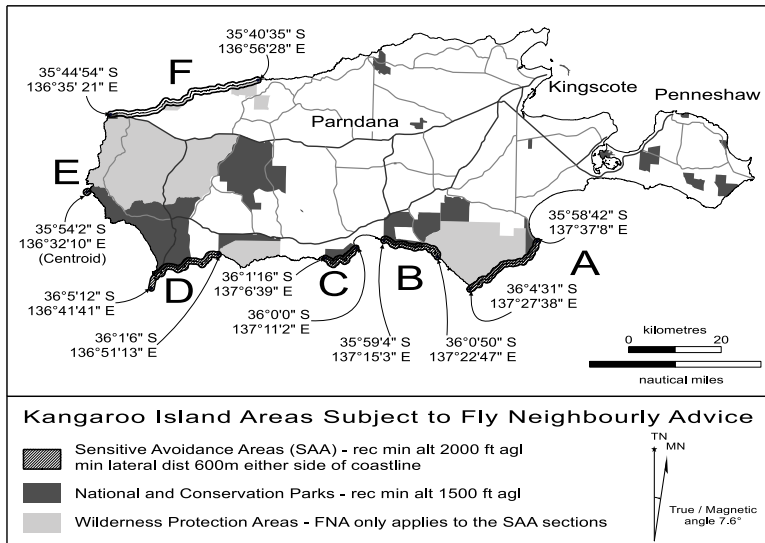 35°40'35" S
136°56'28" E
35°44'54" S
136°35' 21" E
F
Kingscote
Penneshaw
Parndana
E
35°54'2" S
136°32'10" E
(Centroid)
35°58'42" S
137°37'8" E
A
B
C
D
36°1'16" S
137°6'39" E
36°5'12" S
136°41'41" E
36°0'0" S
137°11'2" E
36°4'31" S
137°27'38" E
36°1'6" S
136°51'13" E
35°59'4" S
137°15'3" E
36°0'50" S
137°22'47" E
kilometres
0 20
nautical miles
Kangaroo Island Areas Subject to Fly Neighbourly Advice
Sensitive Avoidance Areas (SAA) - rec min alt 2000 ft agl
min lateral dist 600m either side of coastline
National and Conservation Parks - rec min alt 1500 ft agl
Wilderness Protection Areas - FNA only applies to the SAA sections
TN
MN
True / Magnetic
angle 7.6°